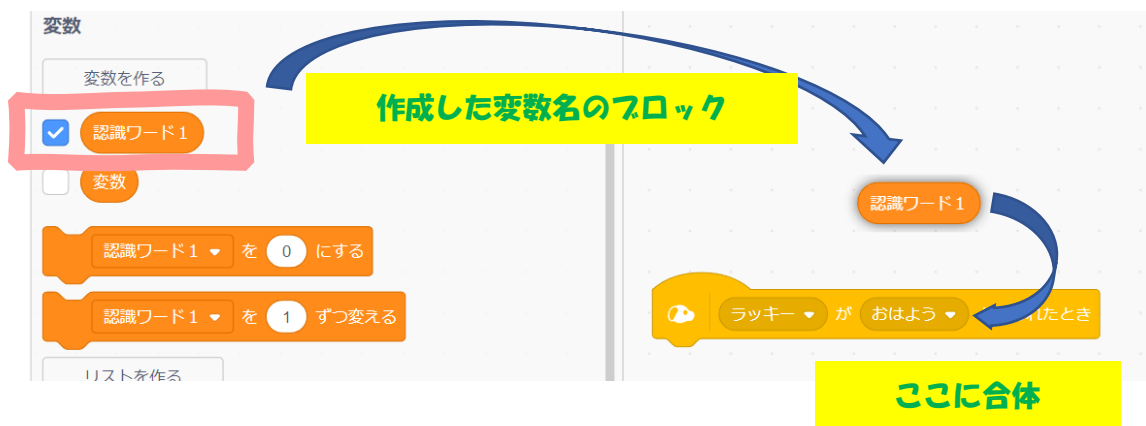 変数
変数を作る
作成した変数名のブロック
認識ワード1
変数
認識ワード1
認識ワード1 を 0 にする
ラッキー が おはよう れたとき
認識ワード1 を 1 ずつ変える
リストを作る
ここに合体